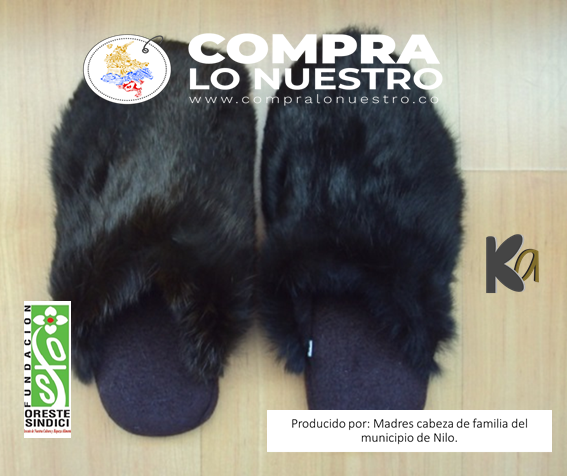 COMPRA
LO NUESTRO
www.compralonuestro.co
Ka
FUNDACION
ORESTE
SINDICI
Producido por: Madres cabeza de familia del
municipio de Nilo.